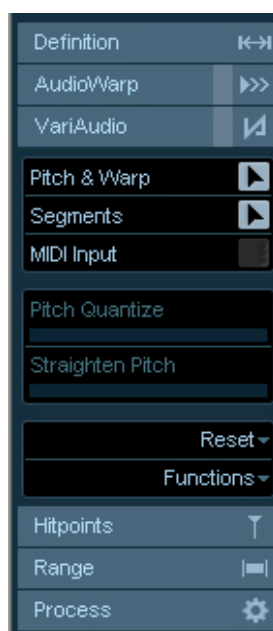 Definition
AudioWarp
VariAudio
Pitch & Warp
Segments
MIDI Input
Pitch Quantize
Straighten Pitch
Reset
Functions
Hitpoints
Range
Process